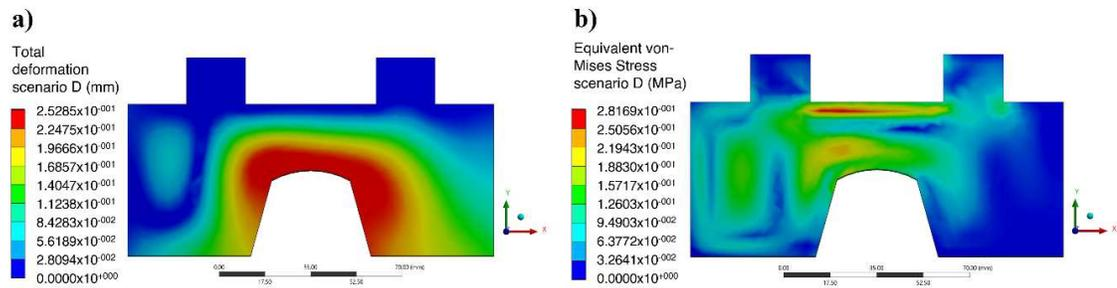 a)
Total
deformation
scenario D (mm)
2.5285x10-001
2.2475x10-001
1.9666x10-001
1.6857x10-001
1.4047x10-001
1.1238x10-001
8.4283x10-002
5.6189x10-002
2.8094x10-002
0.0000x10+000
Y
X
0.00
70.00 (mm)
17.50
52.50
b)
Equivalent von-
Mises Stress
scenario D (MPa)
2.8169x10-001
2.5056x10-001
2.1943x10-001
1.8830x10-001
1.5717x10-001
1.2603x10-001
9.4903x10-002
6.3772x10-002
3.2641x10-002
0.0000x10+000
Y
X
0.00
35.00
70.00 (mm)
17.50
52.50